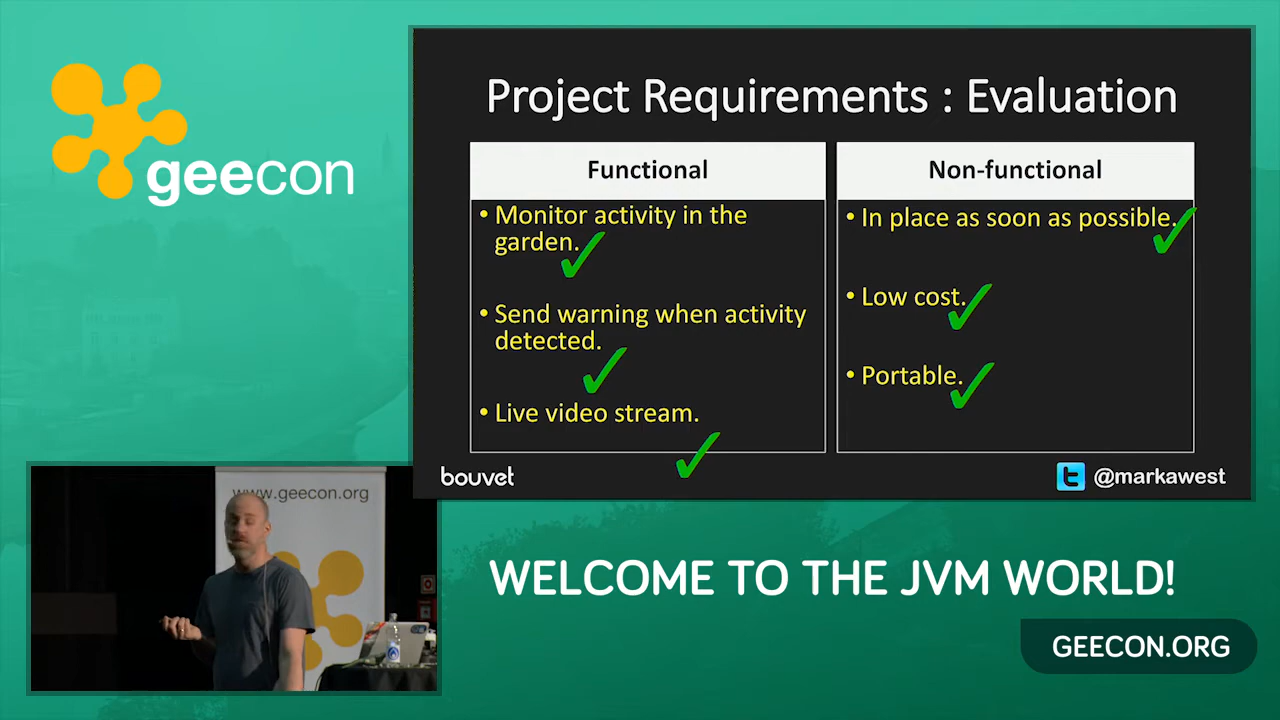 geecon
Project Requirements : Evaluation
Functional
• Monitor activity in the
garden.
• Send warning when activity
detected.
• Live video stream.
Non-functional
• In place as soon as possible.
• Low cost.
• Portable.
bouvet
@markawest
www.geecon.org
WELCOME TO THE JVM WORLD!
GEECON.ORG